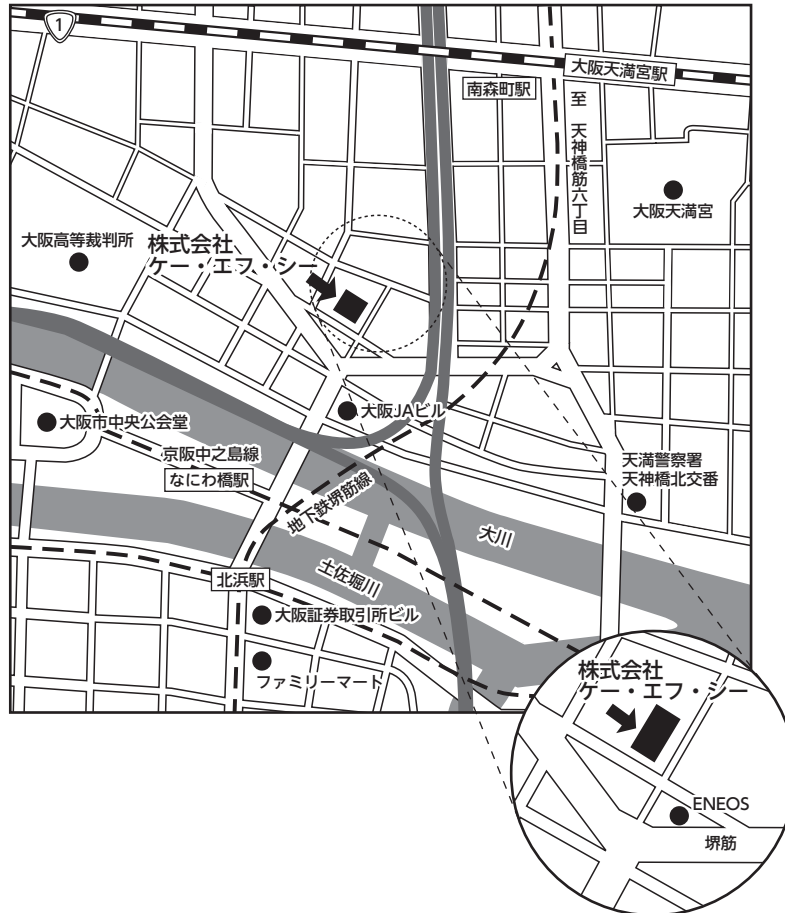 1
大阪天満宮駅
南森町駅
至 天神橋筋六丁目
大阪天満宮
大阪高等裁判所
株式会社
ケー・エフ・シー
大阪JAビル
大阪市中央公会堂
京阪中之島線
なにわ橋駅
地下鉄堺筋線
天満警察署
天神橋北交番
大川
土佐堀川
北浜駅
大阪証券取引所ビル
ファミリーマート
株式会社
ケー・エフ・シー
ENEOS
堺筋